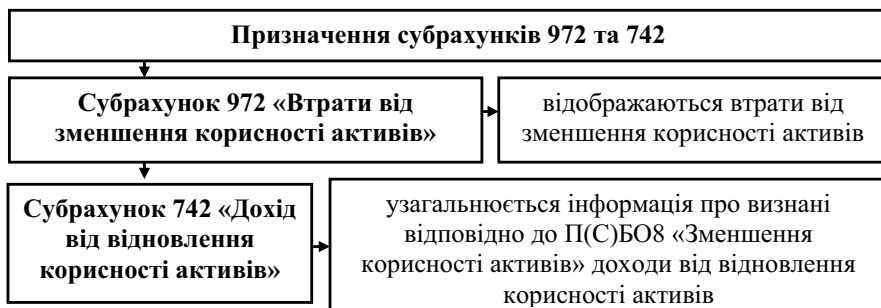 Призначення субрахунків 972 та 742
Субрахунок 972 «Втрати від
зменшення корисності активів»
відображаються втрати від
зменшення корисності активів
Субрахунок 742 «Дохід
від відновлення
корисності активів»
узагальнюється інформація про визнані
відповідно до П(С)БО8 «Зменшення
корисності активів» доходи від відновлення
корисності активів